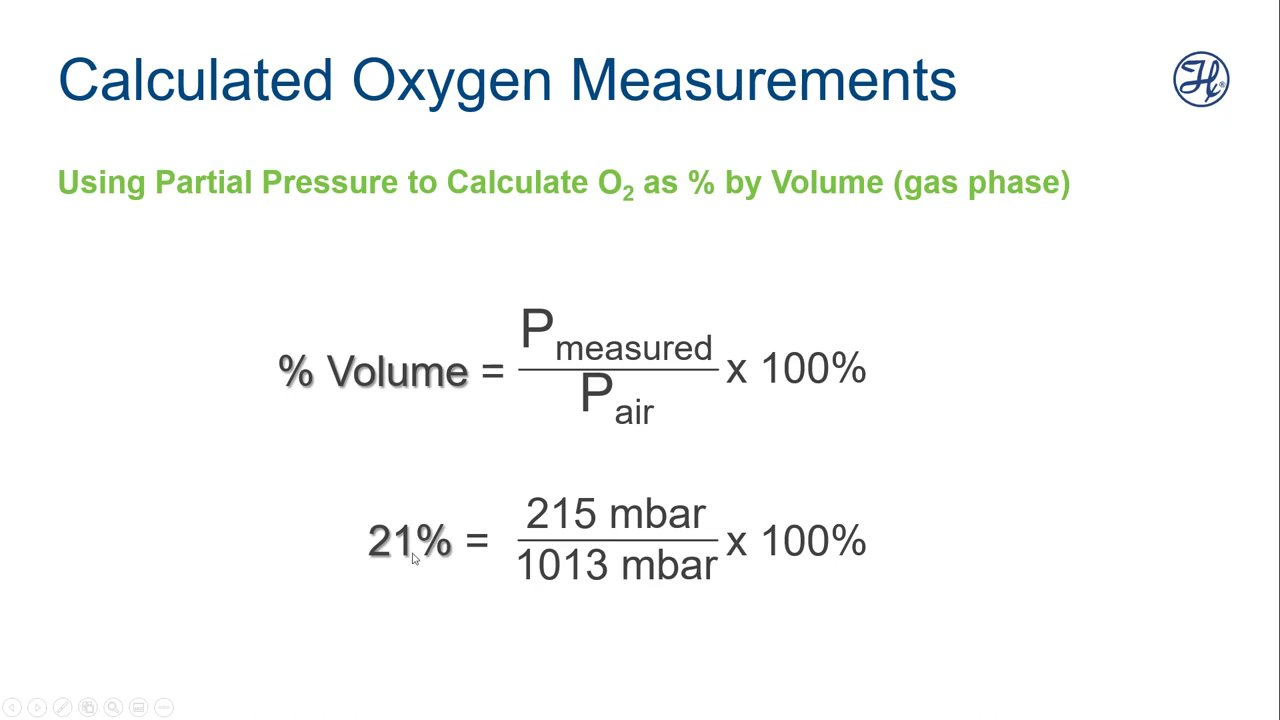 Calculated Oxygen Measurements
Using Partial Pressure to Calculate O₂ as % by Volume (gas phase)
% Volume = P measured / P air x 100%
21% = 215 mbar / 1013 mbar x 100%